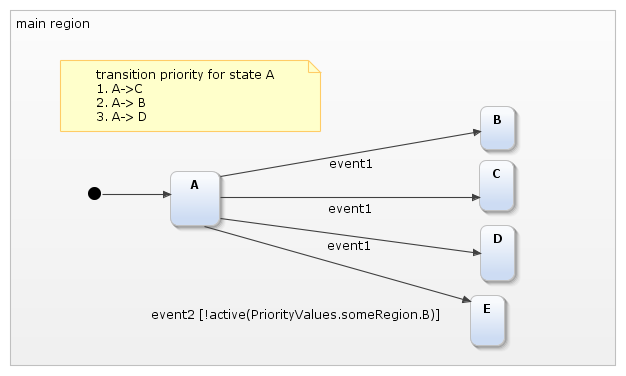 main region
transition priority for state A
1. A->C
2. A-> B
3. A-> D
B
event1
A
C
event1
D
event1
E
event2 [!active(PriorityValues.someRegion.B)]